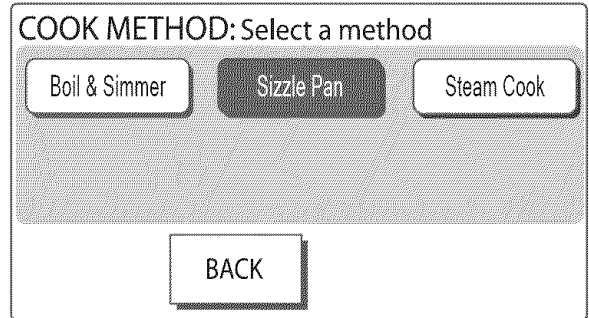 COOK METHOD: Select a method
Boil & Simmer
Sizzle Pan
Steam Cook
BACK